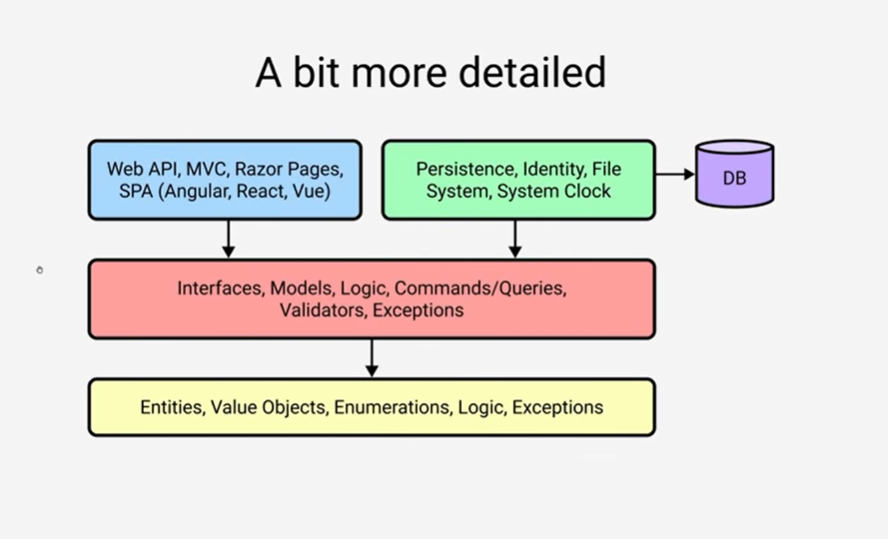 A bit more detailed
Web API, MVC, Razor Pages,
SPA (Angular, React, Vue)
Persistence, Identity, File
System, System Clock
DB
Interfaces, Models, Logic, Commands/Queries,
Validators, Exceptions
Entities, Value Objects, Enumerations, Logic, Exceptions